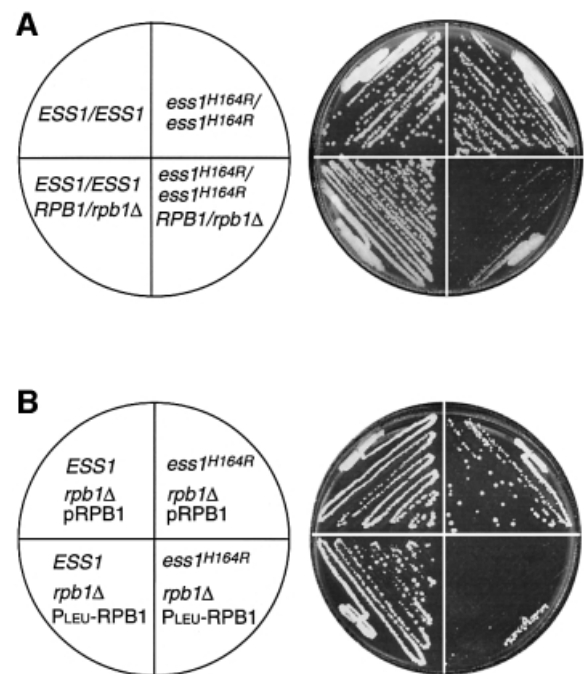 A
ESS1/ESS1
ess1H164R/
ess1H164R
ESS1/ESS1
RPB1/rpb1Δ
ess1H164R/
ess1H164R
RPB1/rpb1Δ
B
ESS1
rpb1Δ
pRPB1
ess1H164R
rpb1Δ
pRPB1
ESS1
rpb1Δ
PLEU-RPB1
ess1H164R
rpb1Δ
PLEU-RPB1